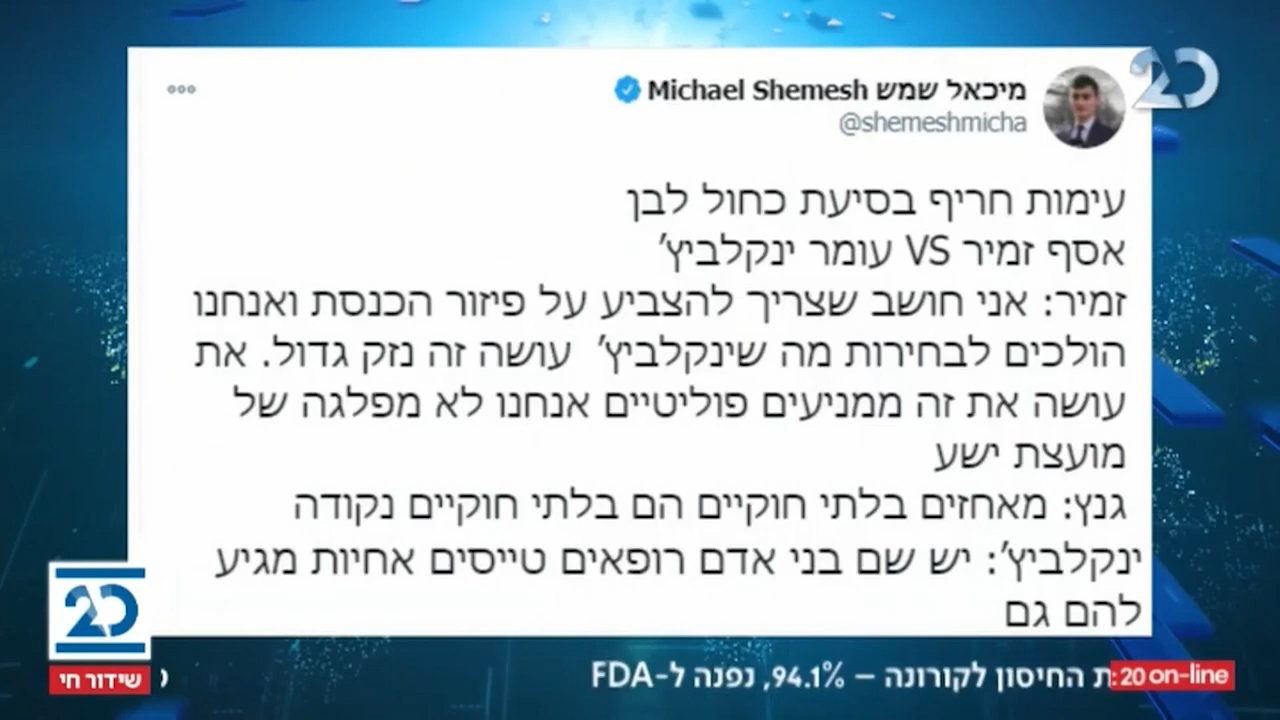 מיכאל שמש Michael Shemesh
@shemeshmicha
20
עימות חריף בסיעת כחול לבן
אסף זמיר VS עומר ינקלביץ'
זמיר: אני חושב שצריך להצביע על פיזור הכנסת ואנחנו
הולכים לבחירות מה שינקלביץ' עושה זה נזק גדול. את
עושה את זה ממניעים פוליטיים אנחנו לא מפלגה של
מועצת ישע
גנץ: מאחזים בלתי חוקיים הם בלתי חוקיים נקודה
ינקלביץ': יש שם בני אדם רופאים טייסים אחיות מגיע
להם גם
20
שידור חי
20 on-line:
ת החיסון לקורונה – 94.1%, נפנה ל-FDA